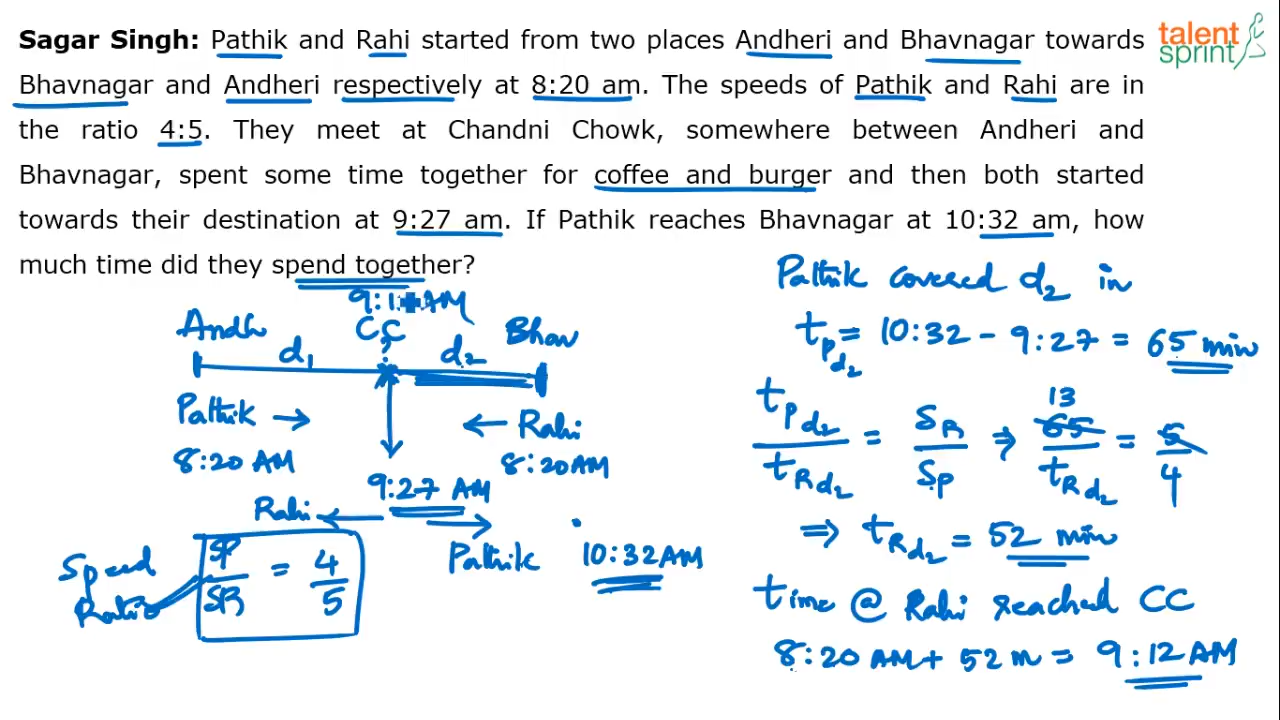 Sagar Singh: Pathik and Rahi started from two places Andheri and Bhavnagar towards
Bhavnagar and Andheri respectively at 8:20 am. The speeds of Pathik and Rahi are in
the ratio 4:5. They meet at Chandni Chowk, somewhere between Andheri and
Bhavnagar, spent some time together for coffee and burger and then both started
towards their destination at 9:27 am. If Pathik reaches Bhavnagar at 10:32 am, how
much time did they spend together?
talent
sprint
9:1 AM
Andh CC Bhav
d1 d2
Pathik → ← Rahi
8:20 AM 8:20 AM
9:27 AM
Rahi
Pathik 10:32 AM
Speed
Ratio
SP/SR = 4/5
Pathik covered d2 in
tPd2 = 10:32 - 9:27 = 65 min
tPd2/tRd2 = SR/SP ⇒ 65/tRd2 = 5/4
13
⇒ tRd2 = 52 min
time @ Rahi reached CC
8:20 AM + 52 m = 9:12 AM